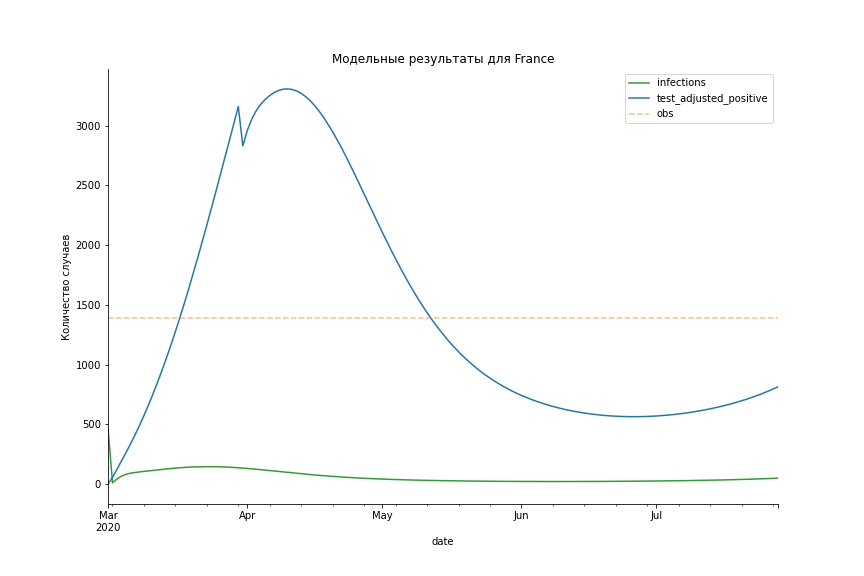 Модельные результаты для France
infections
test_adjusted_positive
obs
Количество случаев
3000
2500
2000
1500
1000
500
0
Mar
2020
Apr
May
Jun
Jul
date